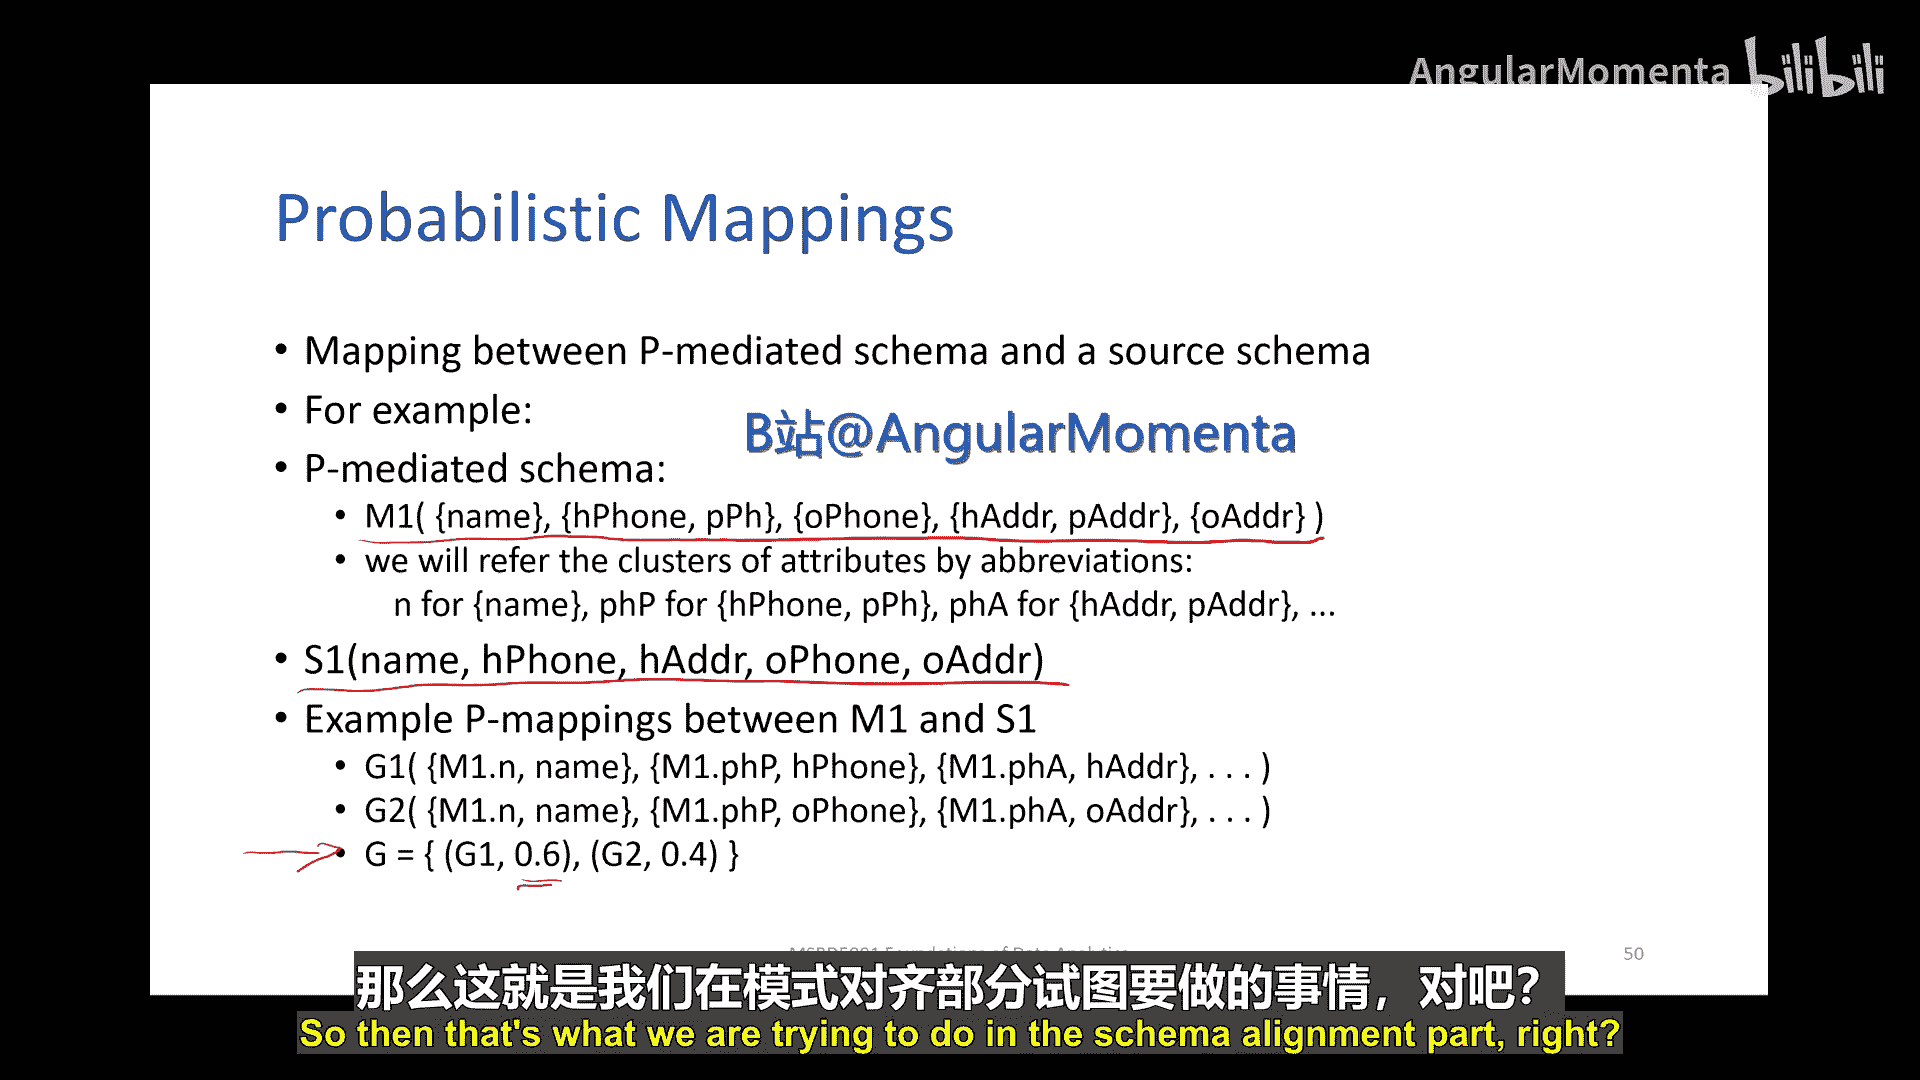 AngularMomenta bilibili
Probabilistic Mappings
• Mapping between P-mediated schema and a source schema
• For example:
B站@AngularMomenta
• P-mediated schema:
• M1( {name}, {hPhone, pPh}, {oPhone}, {hAddr, pAddr}, {oAddr} )
• we will refer the clusters of attributes by abbreviations:
n for {name}, phP for {hPhone, pPh}, phA for {hAddr, pAddr}, ...
• S1(name, hPhone, hAddr, oPhone, oAddr)
• Example P-mappings between M1 and S1
• G1( {M1.n, name}, {M1.phP, hPhone}, {M1.phA, hAddr}, . . . )
• G2( {M1.n, name}, {M1.phP, oPhone}, {M1.phA, oAddr}, . . . )
• G = { (G1, 0.6), (G2, 0.4) }
50
那么这就是我们在模式对齐部分试图要做的事情，对吧？
So then that's what we are trying to do in the schema alignment part, right?